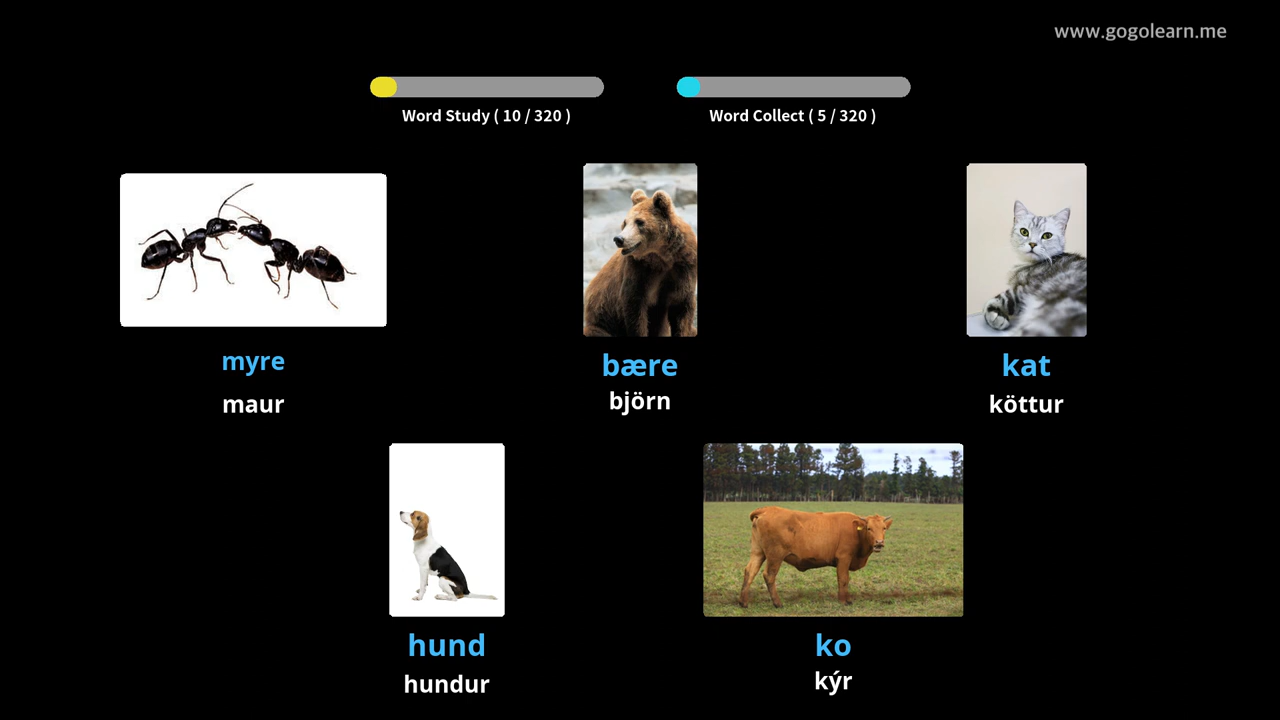 www.gogolearn.me
Word Study ( 10 / 320 )
Word Collect ( 5 / 320 )
myre
maur
bære
björn
kat
köttur
hund
hundur
ko
kýr